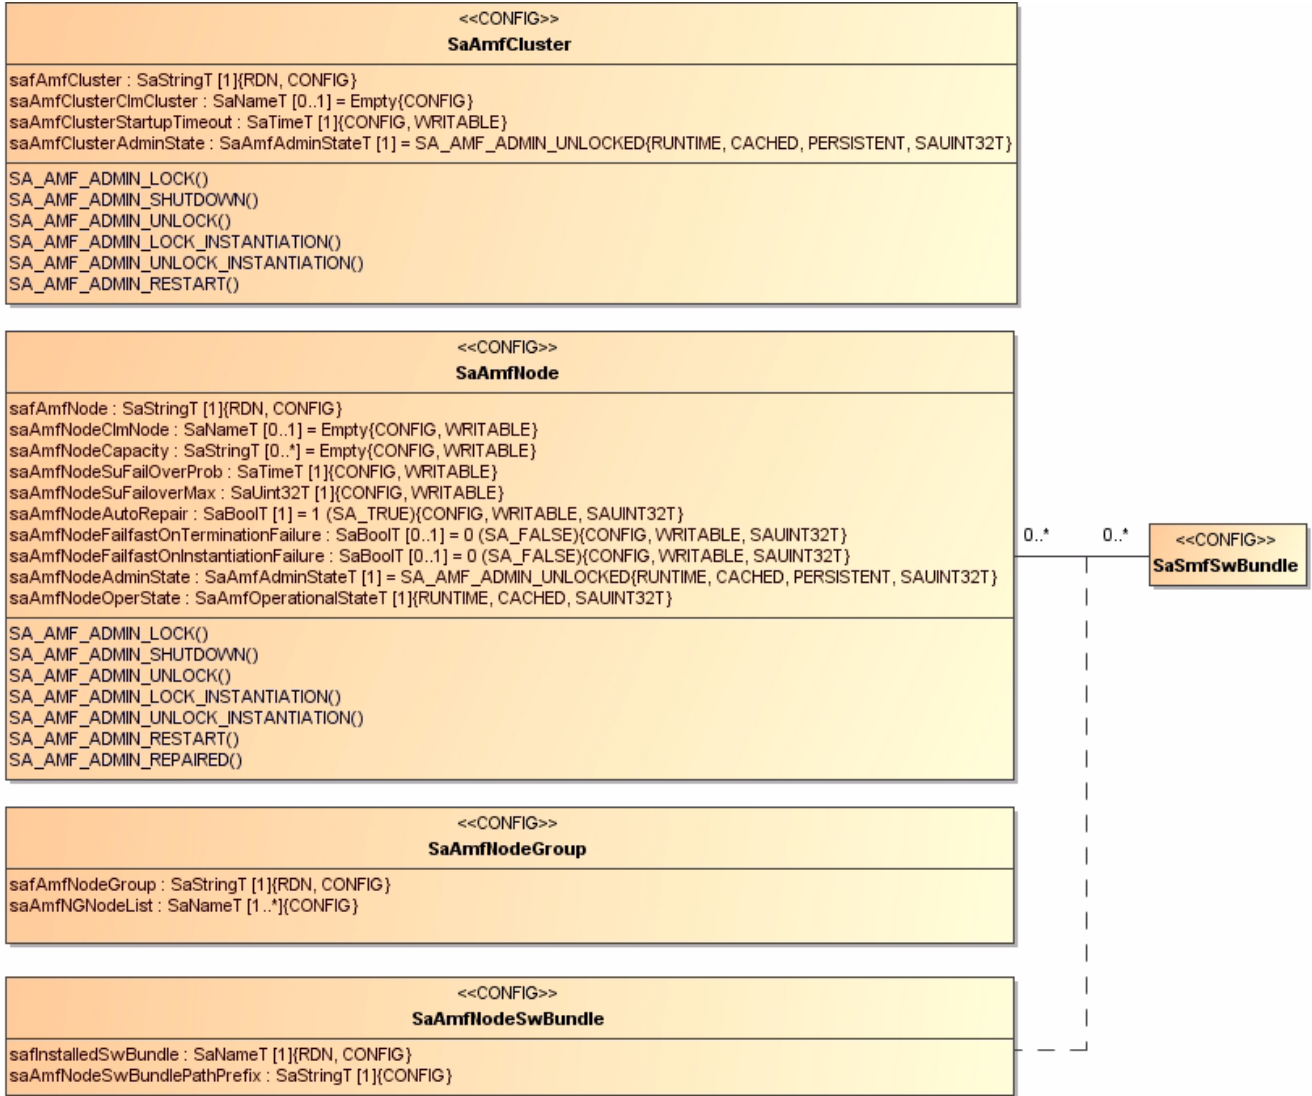 <<CONFIG>>
SaAmfCluster
safAmfCluster : SaStringT [1]{RDN, CONFIG}
saAmfClusterClmCluster : SaNameT [0..1] = Empty{CONFIG}
saAmfClusterStartupTimeout : SaTimeT [1]{CONFIG, WRITABLE}
saAmfClusterAdminState : SaAmfAdminStateT [1] = SA_AMF_ADMIN_UNLOCKED{RUNTIME, CACHED, PERSISTENT, SAUINT32T}
SA_AMF_ADMIN_LOCK()
SA_AMF_ADMIN_SHUTDOWN()
SA_AMF_ADMIN_UNLOCK()
SA_AMF_ADMIN_LOCK_INSTANTIATION()
SA_AMF_ADMIN_UNLOCK_INSTANTIATION()
SA_AMF_ADMIN_RESTART()
<<CONFIG>>
SaAmfNode
safAmfNode : SaStringT [1]{RDN, CONFIG}
saAmfNodeClmNode : SaNameT [0..1] = Empty{CONFIG, WRITABLE}
saAmfNodeCapacity : SaStringT [0..*] = Empty{CONFIG, WRITABLE}
saAmfNodeSuFailOverProb : SaTimeT [1]{CONFIG, WRITABLE}
saAmfNodeSuFailoverMax : SaUint32T [1]{CONFIG, WRITABLE}
saAmfNodeAutoRepair : SaBoolT [1] = 1 (SA_TRUE){CONFIG, WRITABLE, SAUINT32T}
saAmfNodeFailfastOnTerminationFailure : SaBoolT [0..1] = 0 (SA_FALSE){CONFIG, WRITABLE, SAUINT32T}
saAmfNodeFailfastOnInstantiationFailure : SaBoolT [0..1] = 0 (SA_FALSE){CONFIG, WRITABLE, SAUINT32T}
saAmfNodeAdminState : SaAmfAdminStateT [1] = SA_AMF_ADMIN_UNLOCKED{RUNTIME, CACHED, PERSISTENT, SAUINT32T}
saAmfNodeOperState : SaAmfOperationalStateT [1]{RUNTIME, CACHED, SAUINT32T}
SA_AMF_ADMIN_LOCK()
SA_AMF_ADMIN_SHUTDOWN()
SA_AMF_ADMIN_UNLOCK()
SA_AMF_ADMIN_LOCK_INSTANTIATION()
SA_AMF_ADMIN_UNLOCK_INSTANTIATION()
SA_AMF_ADMIN_RESTART()
SA_AMF_ADMIN_REPAIRED()
0..* 0..*
<<CONFIG>>
SaSmfSwBundle
<<CONFIG>>
SaAmfNodeGroup
safAmfNodeGroup : SaStringT [1]{RDN, CONFIG}
saAmfNGNodeList : SaNameT [1..*]{CONFIG}
<<CONFIG>>
SaAmfNodeSwBundle
safInstalledSwBundle : SaNameT [1]{RDN, CONFIG}
saAmfNodeSwBundlePathPrefix : SaStringT [1]{CONFIG}